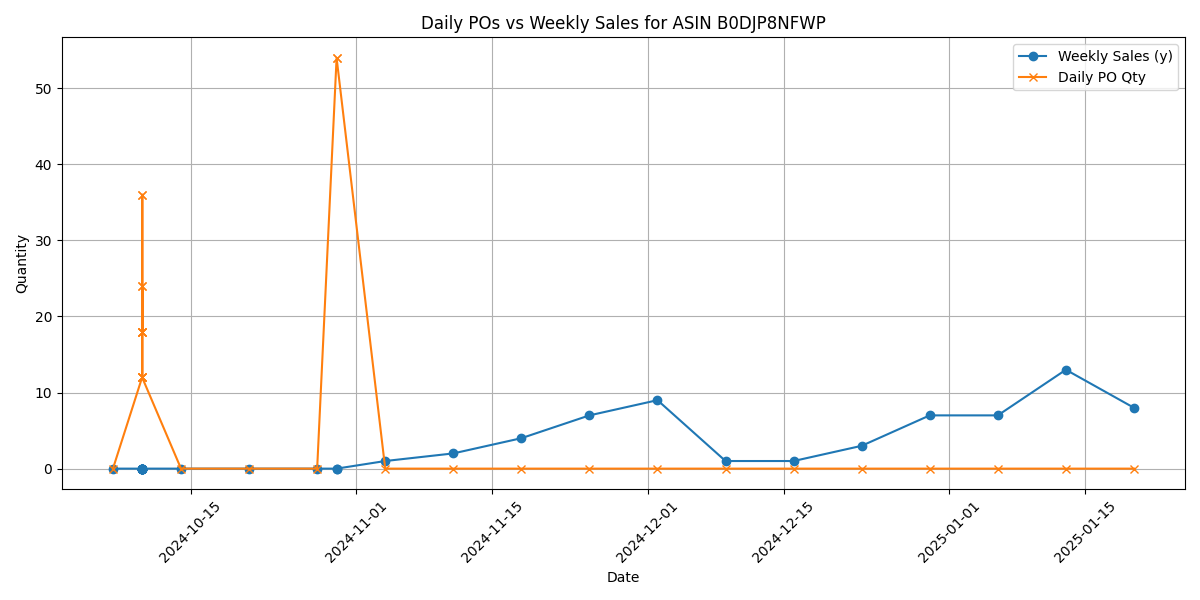 Daily POs vs Weekly Sales for ASIN B0DJP8NFWP
Weekly Sales (y)
Daily PO Qty
Quantity
50
40
30
20
10
0
2024-10-15
2024-11-01
2024-11-15
2024-12-01
2024-12-15
2025-01-01
2025-01-15
Date